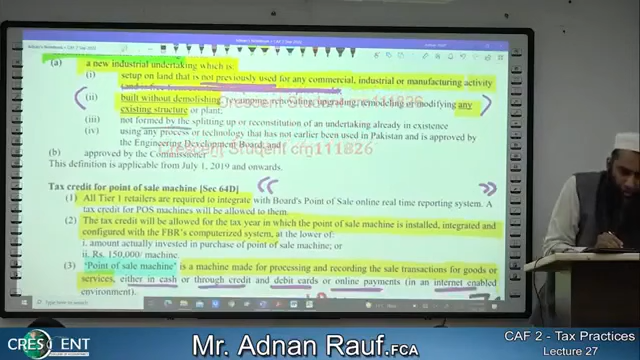 (a) a new industrial undertaking which is:
(i) setup on land that is not previously used for any commercial, industrial or manufacturing activity
(ii) built without demolishing, revamping, renovating, upgrading, remodeling or modifying any
existing structure or plant;
(iii) not formed by the splitting up or reconstitution of an undertaking already in existence
(iv) using any process or technology that has not earlier been used in Pakistan and is approved by
the Engineering Development Board; and
(b) approved by the Commissioner
This definition is applicable from July 1, 2019 and onwards.
Crescent Student crg111826
Crescent Student crg111826
Tax credit for point of sale machine [Sec 64D]
(1) All Tier 1 retailers are required to integrate with Board's Point of Sale online real time reporting system. A
tax credit for POS machines will be allowed to them.
(2) The tax credit will be allowed for the tax year in which the point of sale machine is installed, integrated and
configured with the FBR's computerized system, at the lower of:
i. amount actually invested in purchase of point of sale machine; or
ii. Rs. 150,000/ machine.
(3) 'Point of sale machine' is a machine made for processing and recording the sale transactions for goods or
services, either in cash or through credit and debit cards or online payments (in an internet enabled
environment).
CRESCENT
Mr. Adnan Rauf.FCA
CAF 2 - Tax Practices
Lecture 27